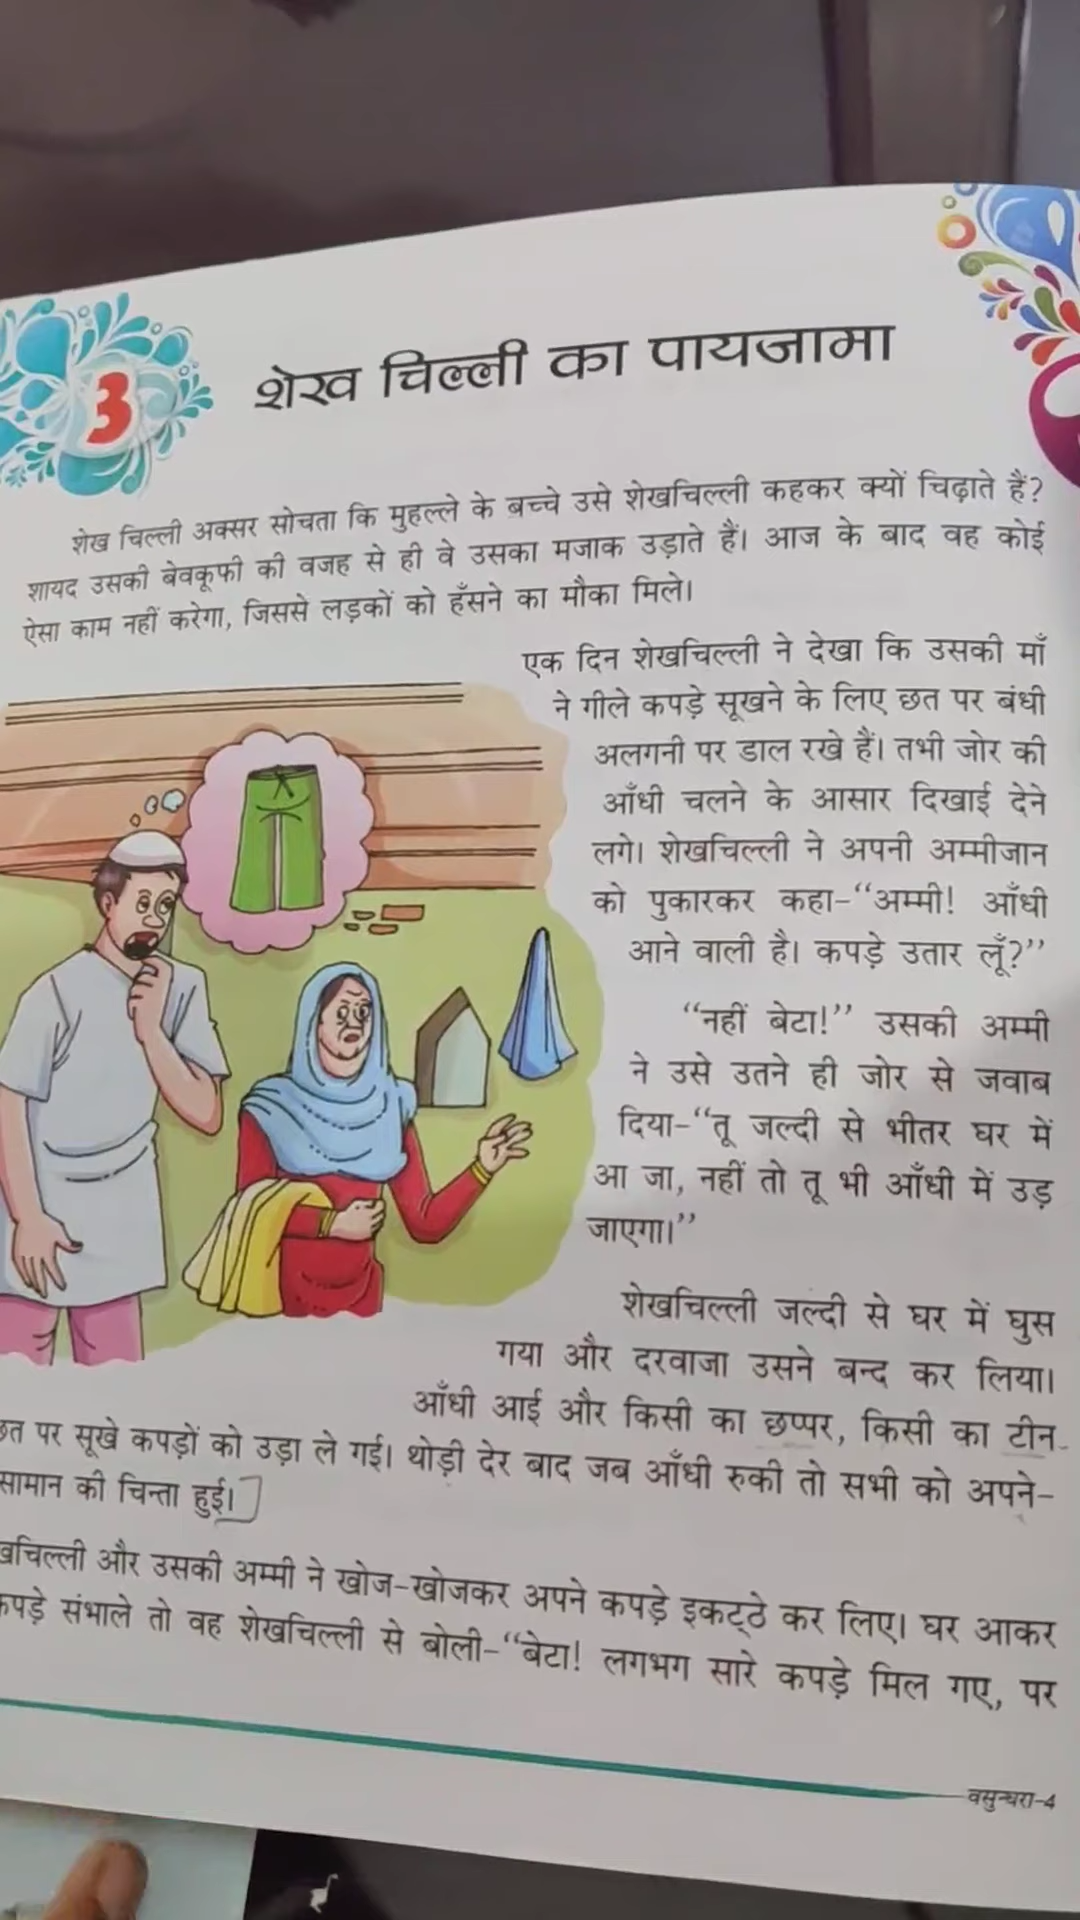 3
शेख चिल्ली का पायजामा
शेख चिल्ली अक्सर सोचता कि मुहल्ले के बच्चे उसे शेखचिल्ली कहकर क्यों चिढ़ाते हैं?
शायद उसकी बेवकूफी की वजह से ही वे उसका मजाक उड़ाते हैं। आज के बाद वह कोई
ऐसा काम नहीं करेगा, जिससे लड़कों को हँसने का मौका मिले।
एक दिन शेखचिल्ली ने देखा कि उसकी माँ
ने गीले कपड़े सूखने के लिए छत पर बंधी
अलगनी पर डाल रखे हैं। तभी जोर की
आँधी चलने के आसार दिखाई देने
लगे। शेखचिल्ली ने अपनी अम्मीजान
को पुकारकर कहा-“अम्मी! आँधी
आने वाली है। कपड़े उतार लूँ?”
“नहीं बेटा!” उसकी अम्मी
ने उसे उतने ही जोर से जवाब
दिया-“तू जल्दी से भीतर घर में
आ जा, नहीं तो तू भी आँधी में उड़
जाएगा।”
शेखचिल्ली जल्दी से घर में घुस
गया और दरवाजा उसने बन्द कर लिया।
आँधी आई और किसी का छप्पर, किसी का टीन
पर सूखे कपड़ों को उड़ा ले गई। थोड़ी देर बाद जब आँधी रुकी तो सभी को अपने-
सामान की चिन्ता हुई।
और उसकी अम्मी ने खोज-खोजकर अपने कपड़े इकट्ठे कर लिए। घर आकर
कपड़े संभाले तो वह शेखचिल्ली से बोली-“बेटा! लगभग सारे कपड़े मिल गए, पर
वसुन्धरा-4